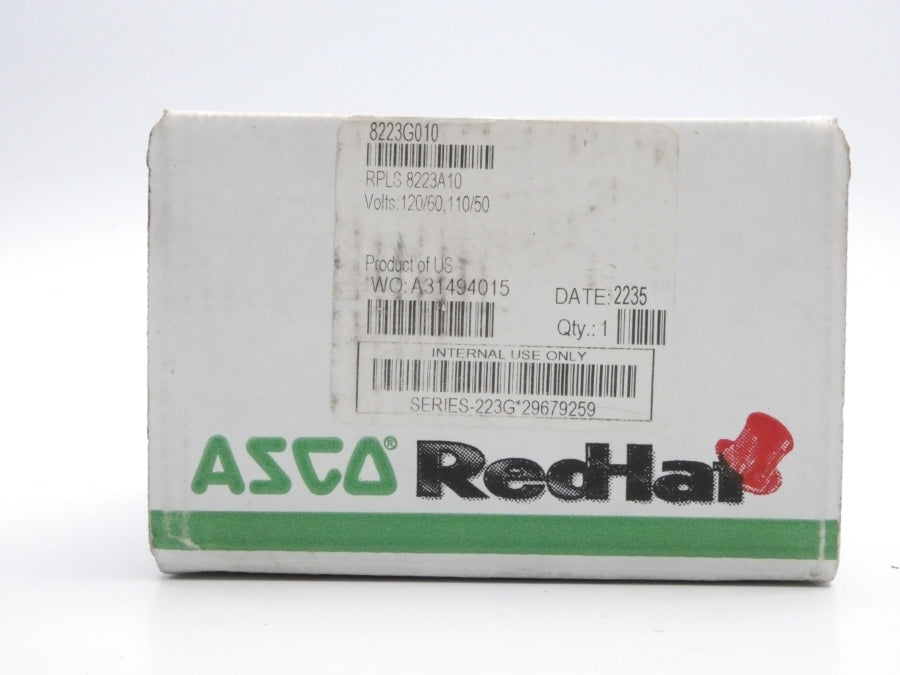 8223G010
RPLS 8223A10
Volts:120/60,110/50
Product of US
WO: A31494015
DATE: 2235
Qty.: 1
INTERNAL USE ONLY
SERIES-223G*29679259
ASCO® RedHat